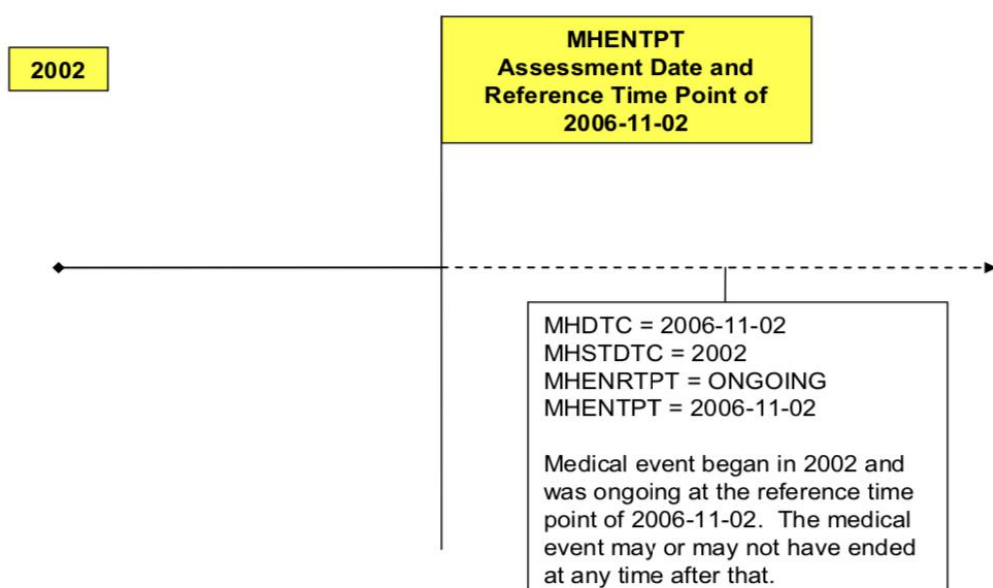 2002
MHENTPT
Assessment Date and
Reference Time Point of
2006-11-02
MHDTC = 2006-11-02
MHSTDTC = 2002
MHENRTPT = ONGOING
MHENTPT = 2006-11-02
Medical event began in 2002 and
was ongoing at the reference time
point of 2006-11-02.  The medical
event may or may not have ended
at any time after that.